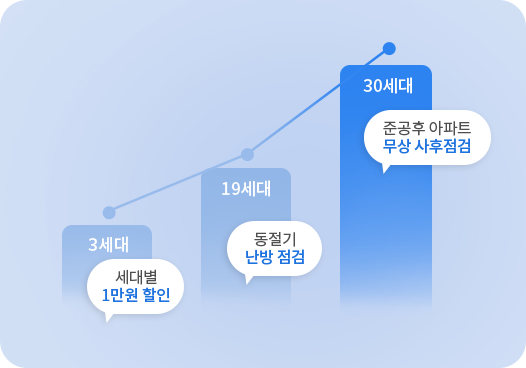 30세대
준공후 아파트
무상 사후점검
19세대
동절기
난방 점검
3세대
세대별
1만원 할인